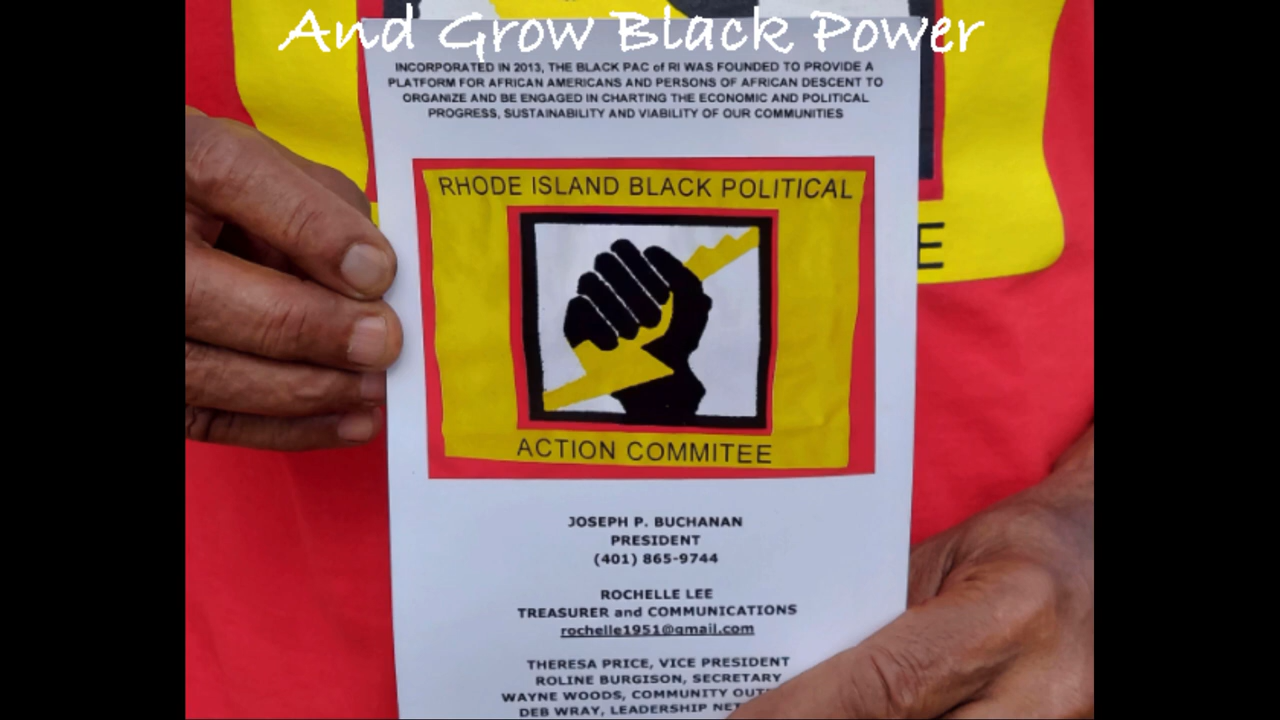 And Grow Black Power
INCORPORATED IN 2013, THE BLACK PAC of RI WAS FOUNDED TO PROVIDE A
PLATFORM FOR AFRICAN AMERICANS AND PERSONS OF AFRICAN DESCENT TO
ORGANIZE AND BE ENGAGED IN CHARTING THE ECONOMIC AND POLITICAL
PROGRESS, SUSTAINABILITY AND VIABILITY OF OUR COMMUNITIES
RHODE ISLAND BLACK POLITICAL
E
ACTION COMMITEE
JOSEPH P. BUCHANAN
PRESIDENT
(401) 865-9744
ROCHELLE LEE
TREASURER and COMMUNICATIONS
rochelle1951@gmail.com
THERESA PRICE, VICE PRESIDENT
ROLINE BURGISON, SECRETARY
WAYNE WOODS, COMMUNITY
DEB WRAY, LEADERSHIP